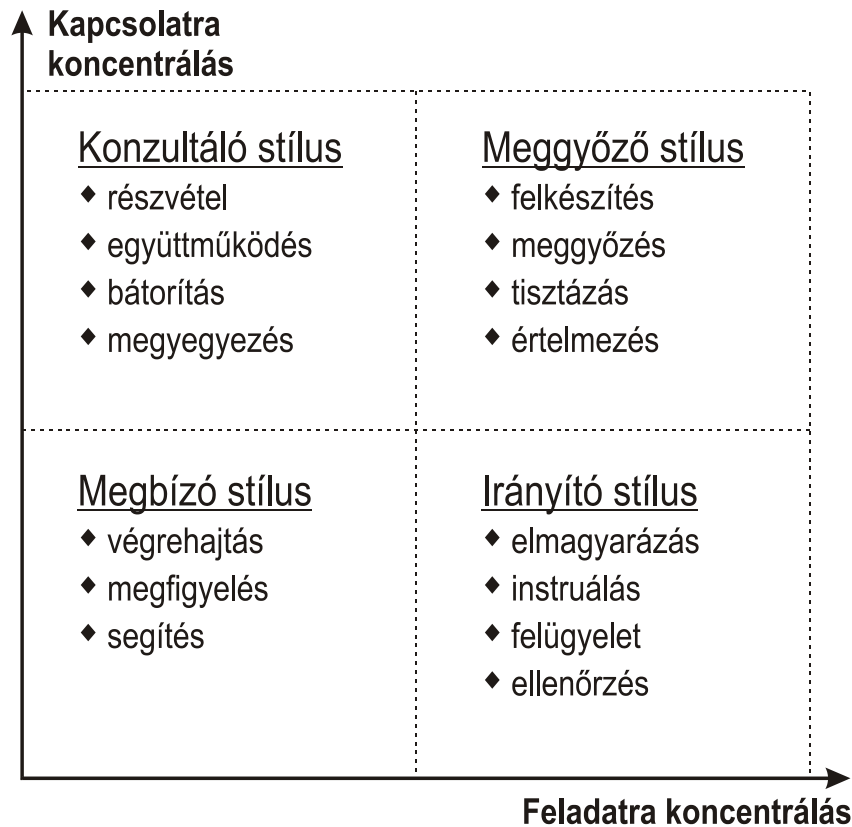 Kapcsolatra
koncentrálás
Konzultáló stílus
♦ részvétel
♦ együttműködés
♦ bátorítás
♦ megyegyezés
Meggyőző stílus
♦ felkészítés
♦ meggyőzés
♦ tisztázás
♦ értelmezés
Megbízó stílus
♦ végrehajtás
♦ megfigyelés
♦ segítés
Irányító stílus
♦ elmagyarázás
♦ instruálás
♦ felügyelet
♦ ellenőrzés
Feladatra koncentrálás